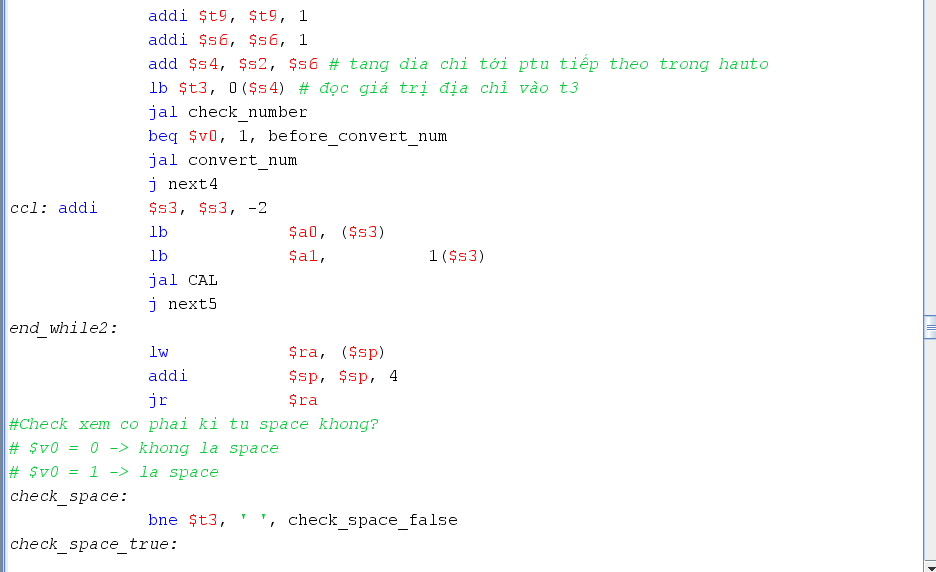 addi $t9, $t9, 1
addi $s6, $s6, 1
add $s4, $s2, $s6 # tang dia chi tới ptu tiếp theo trong hauto
lb $t3, 0($s4) # đọc giá trị địa chỉ vào t3
jal check_number
beq $v0, 1, before_convert_num
jal convert_num
j next4
ccl: addi $s3, $s3, -2
lb $a0, ($s3)
lb $a1, 1($s3)
jal CAL
j next5
end_while2:
lw $ra, ($sp)
addi $sp, $sp, 4
jr $ra
#Check xem co phai ki tu space khong?
# $v0 = 0 -> khong la space
# $v0 = 1 -> la space
check_space:
bne $t3, ' ', check_space_false
check_space_true: